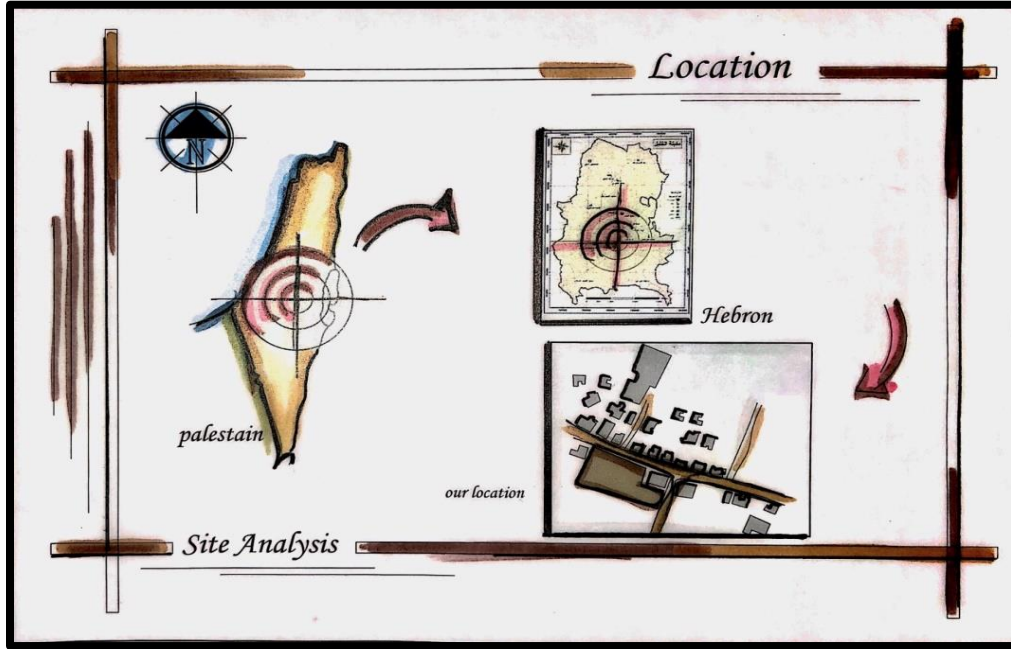 Location
N
Hebron
palestain
our location
Site Analysis